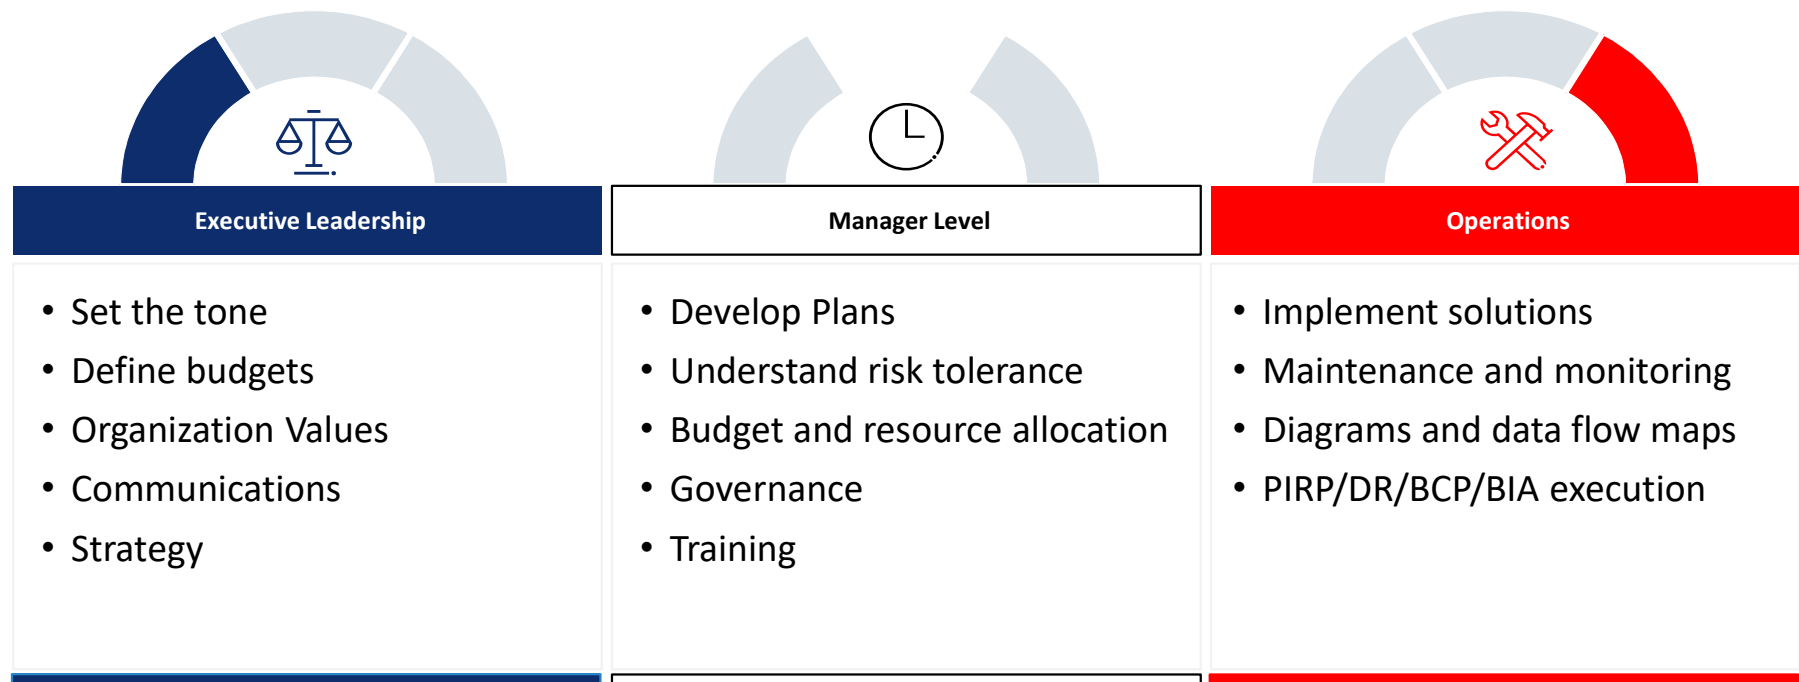 Executive Leadership
• Set the tone
• Define budgets
• Organization Values
• Communications
• Strategy
Manager Level
• Develop Plans
• Understand risk tolerance
• Budget and resource allocation
• Governance
• Training
Operations
• Implement solutions
• Maintenance and monitoring
• Diagrams and data flow maps
• PIRP/DR/BCP/BIA execution